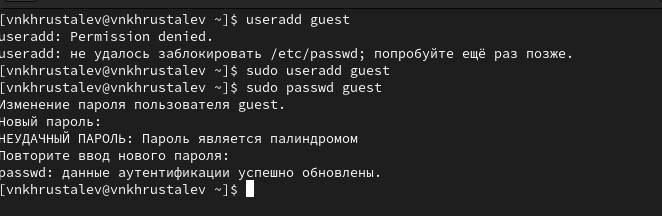 [vnkhrustalev@vnkhrustalev ~]$ useradd guest
useradd: Permission denied.
useradd: не удалось заблокировать /etc/passwd; попробуйте ещё раз позже.
[vnkhrustalev@vnkhrustalev ~]$ sudo useradd guest
[vnkhrustalev@vnkhrustalev ~]$ sudo passwd guest
Изменение пароля пользователя guest.
Новый пароль:
НЕУДАЧНЫЙ ПАРОЛЬ: Пароль является палиндромом
Повторите ввод нового пароля:
passwd: данные аутентификации успешно обновлены.
[vnkhrustalev@vnkhrustalev ~]$